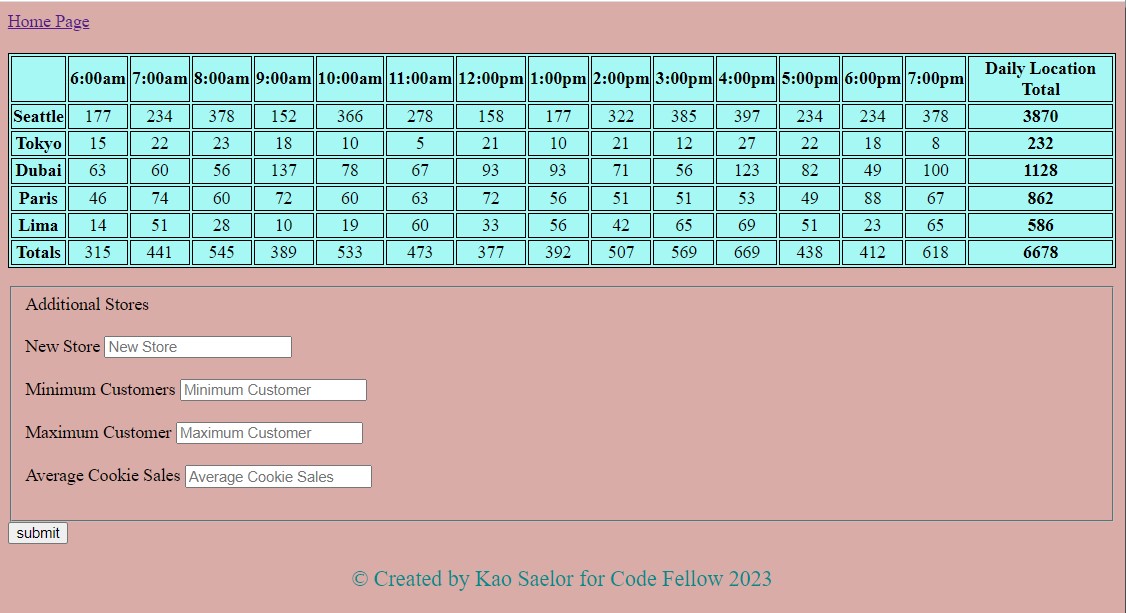 Home Page
6:00am 7:00am 8:00am 9:00am 10:00am 11:00am 12:00pm 1:00pm 2:00pm 3:00pm 4:00pm 5:00pm 6:00pm 7:00pm Daily Location Total
Seattle 177 234 378 152 366 278 158 177 322 385 397 234 234 378 3870
Tokyo 15 22 23 18 10 5 21 10 21 12 27 22 18 8 232
Dubai 63 60 56 137 78 67 93 93 71 56 123 82 49 100 1128
Paris 46 74 60 72 60 63 72 56 51 51 53 49 88 67 862
Lima 14 51 28 10 19 60 33 56 42 65 69 51 23 65 586
Totals 315 441 545 389 533 473 377 392 507 569 669 438 412 618 6678
Additional Stores
New Store New Store
Minimum Customers Minimum Customer
Maximum Customer Maximum Customer
Average Cookie Sales Average Cookie Sales
submit
© Created by Kao Saelor for Code Fellow 2023